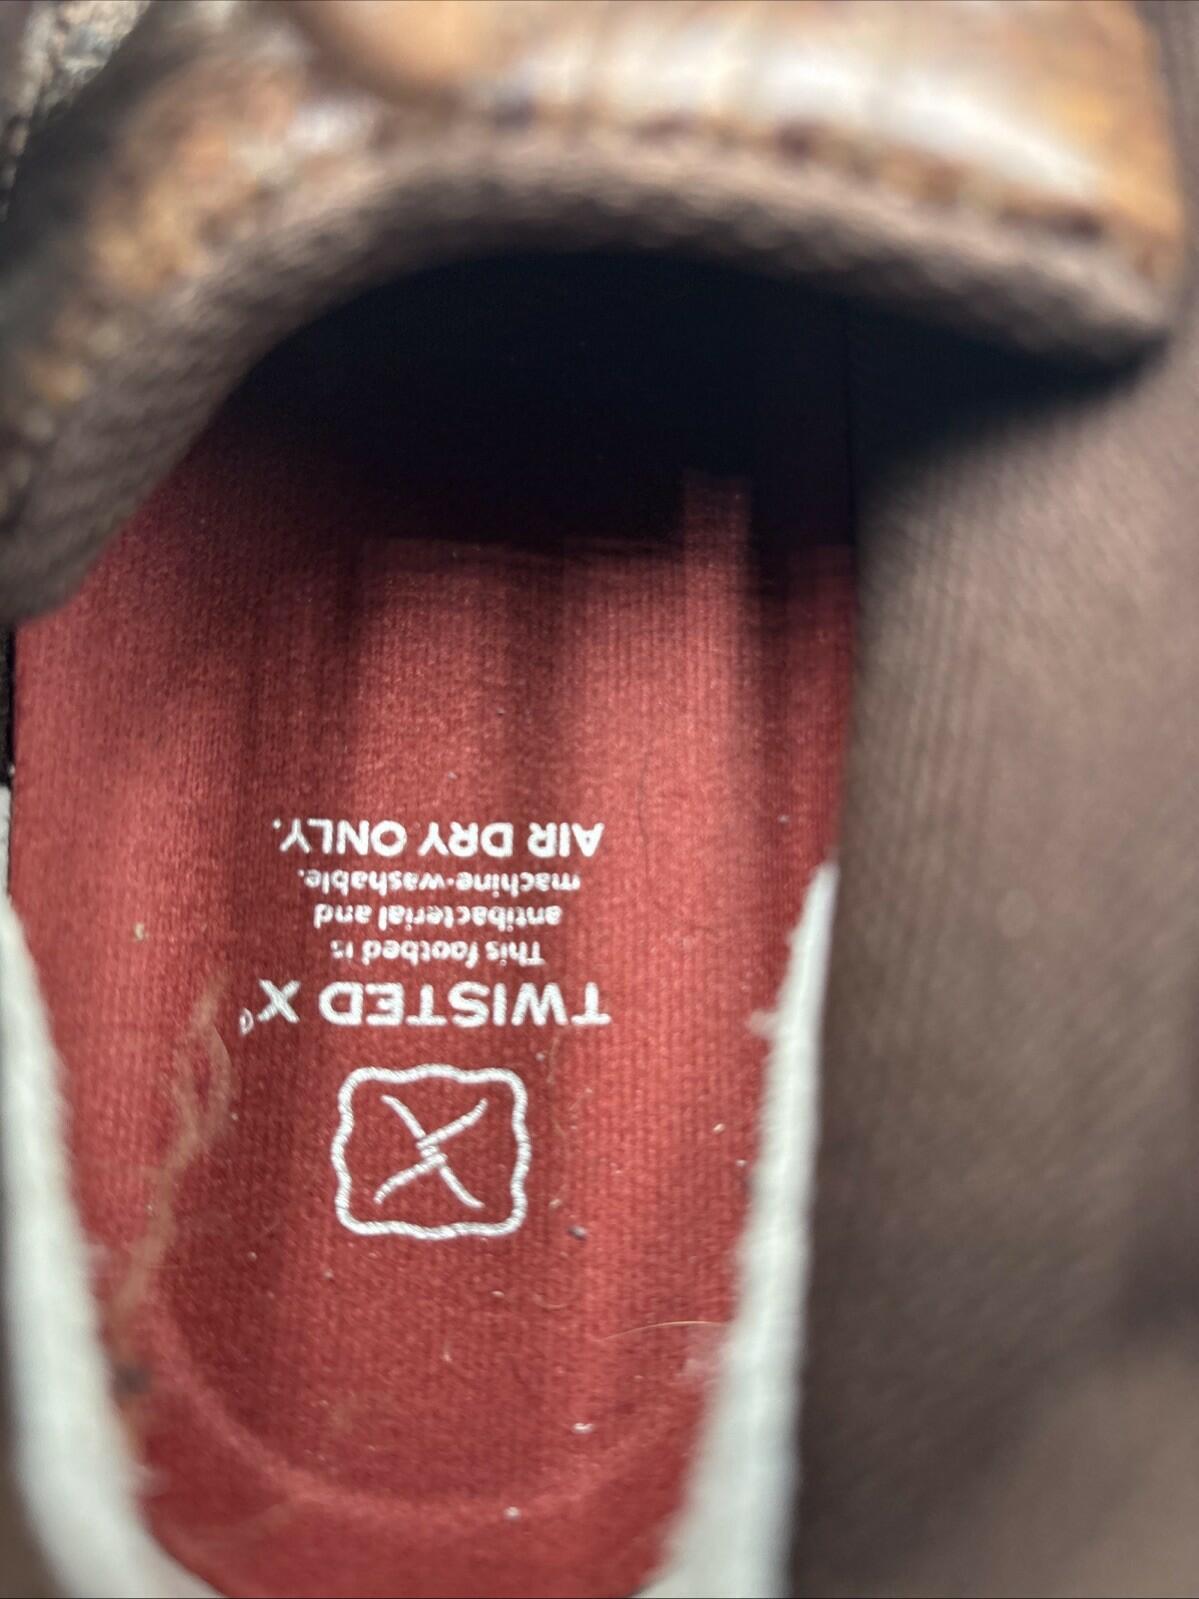 TWISTED X®
This footbed is
antibacterial and
machine-washable.
AIR DRY ONLY.